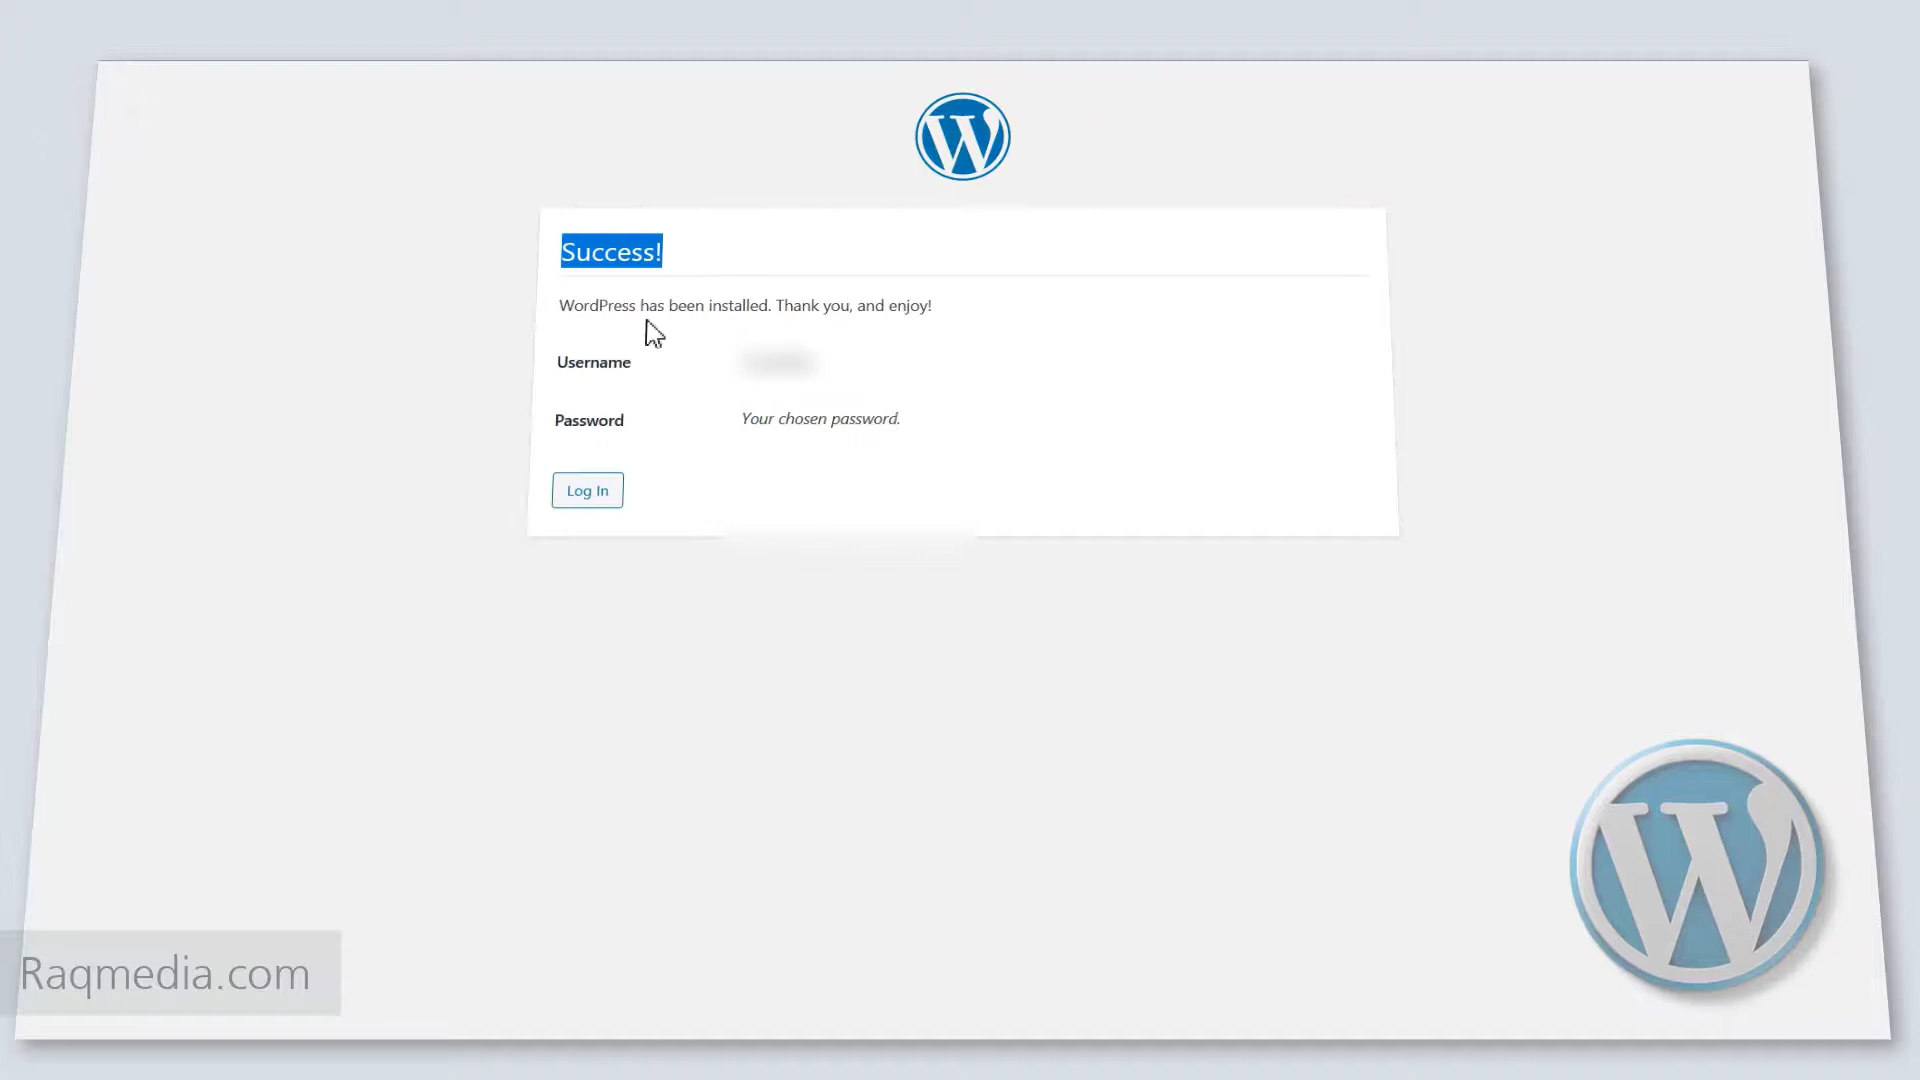 Success!
WordPress has been installed. Thank you, and enjoy!
Username
Password Your chosen password.
Log In
Raqmedia.com